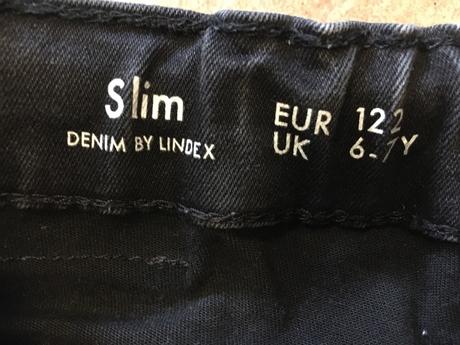 Slim
DENIM BY LINDEX
EUR 122
UK 6-7Y